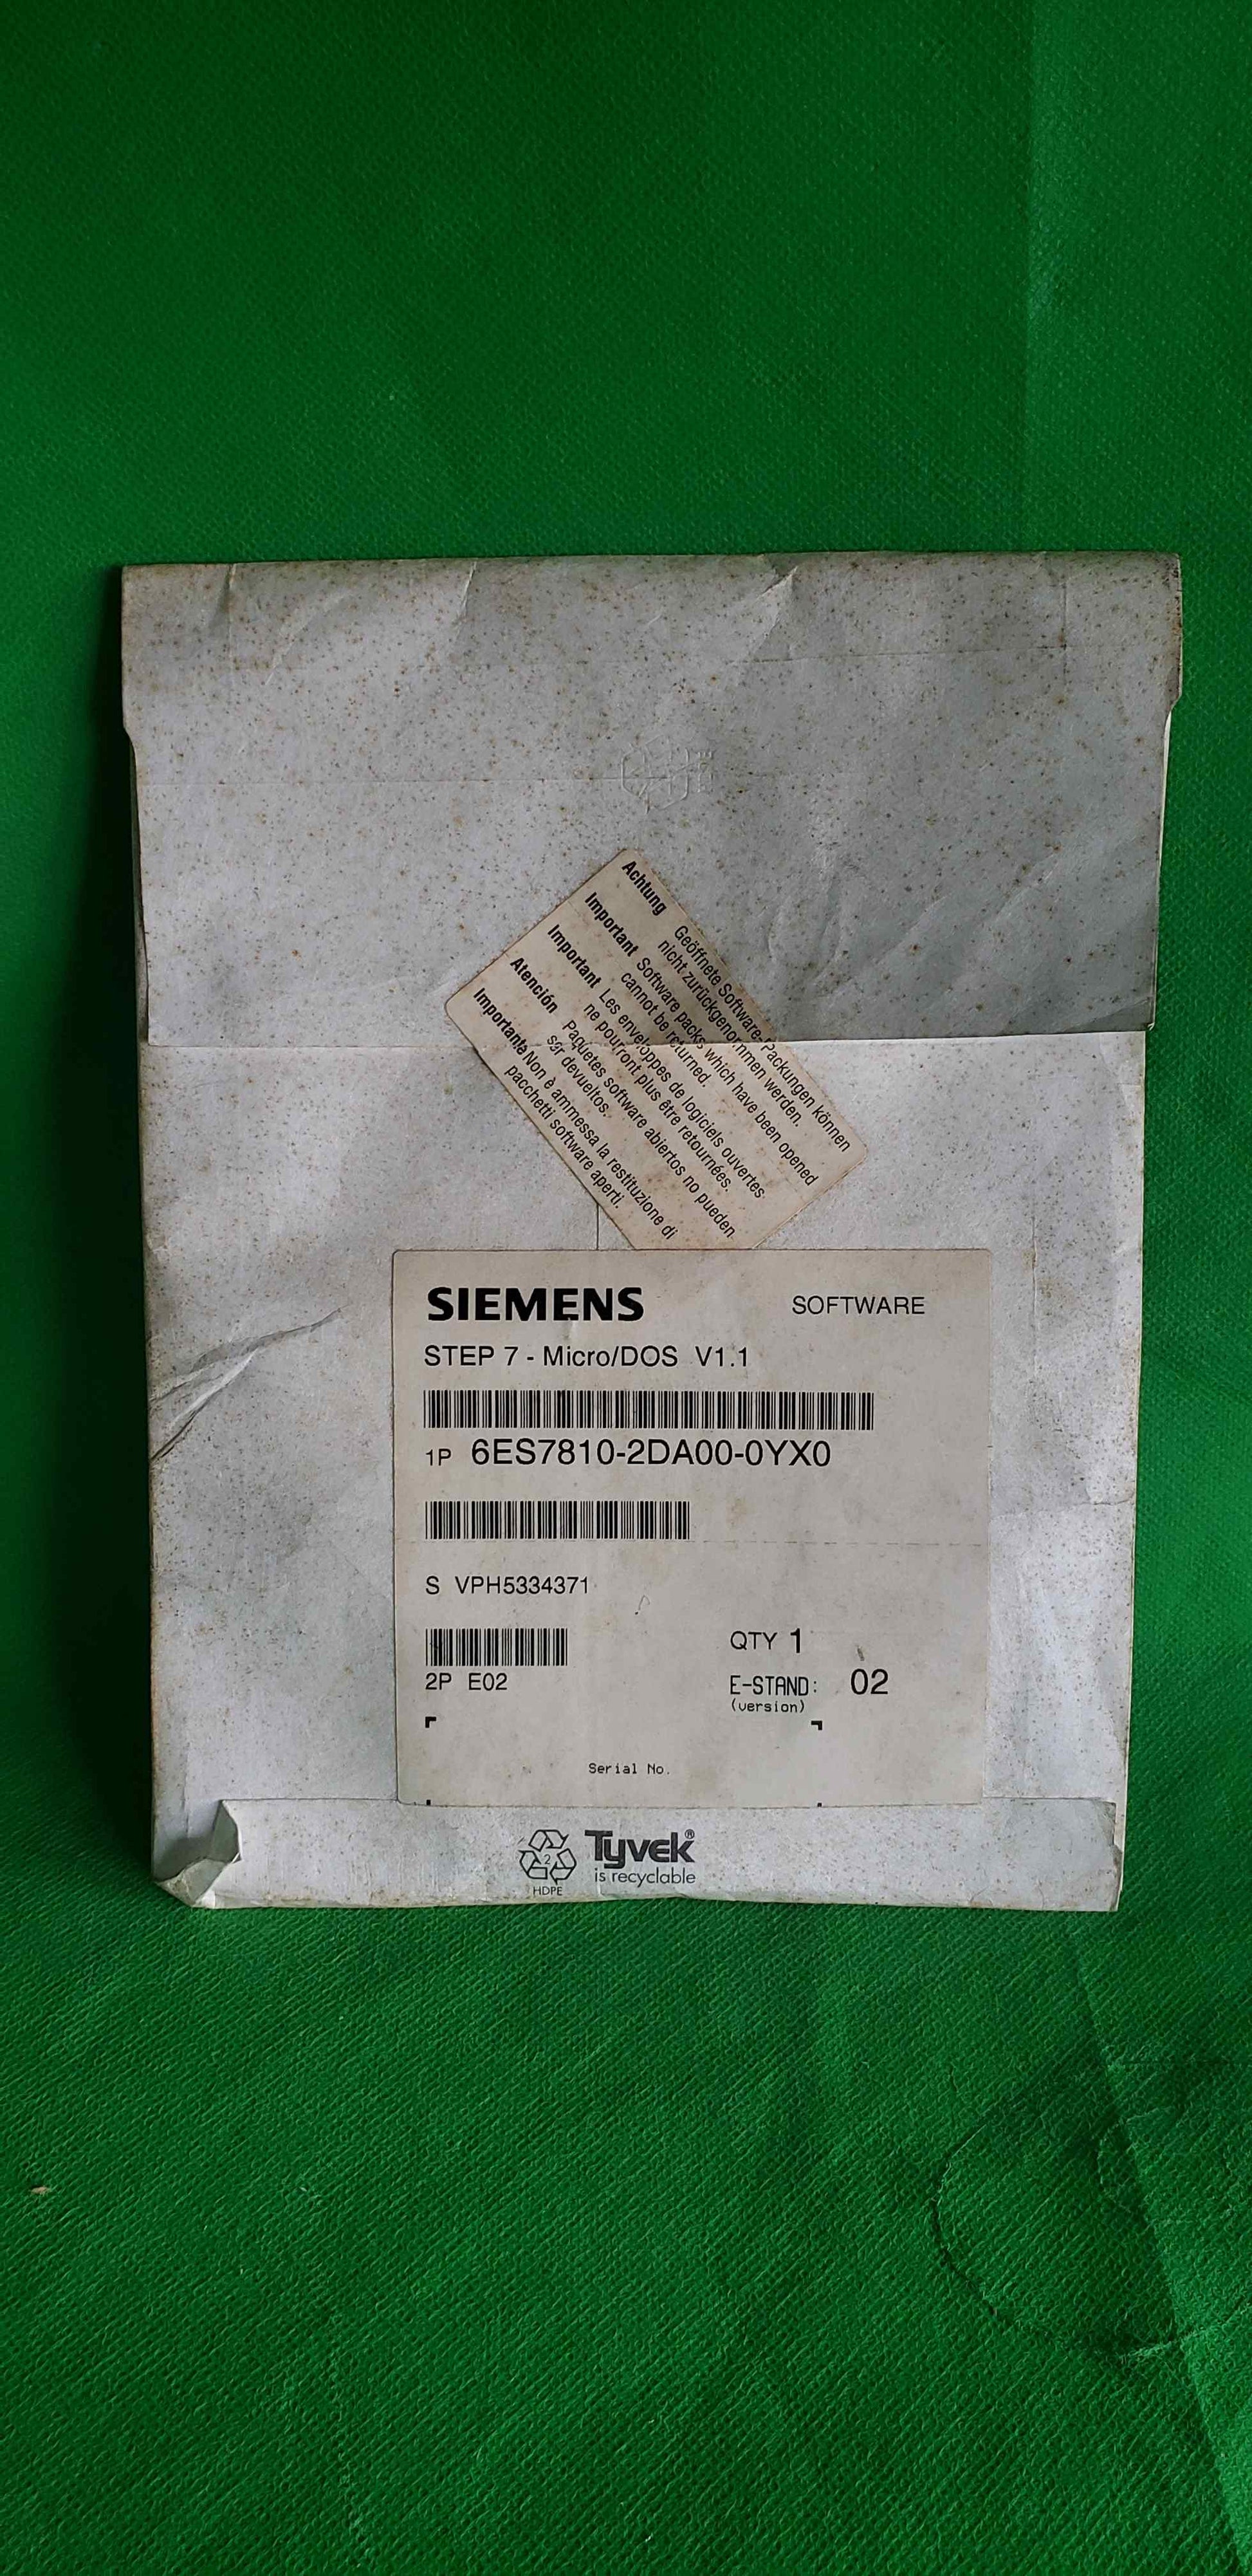 Achtung Geöffnete Software-Packungen können
nicht zurückgenommen werden.
Important Software packs which have been opened
cannot be returned.
Important Les enveloppes de logiciels ouvertes
ne pourront plus être retournées.
Atención Paquetes software abiertos no pueden
ser devueltos.
Importante Non è ammessa la restituzione di
pacchetti software aperti.
SIEMENS SOFTWARE
STEP 7 - Micro/DOS V1.1
1P 6ES7810-2DA00-0YX0
S VPH5334371
QTY 1
2P E02 E-STAND: 02
(version)
Serial No.
2 Tyvek®
is recyclable
HDPE